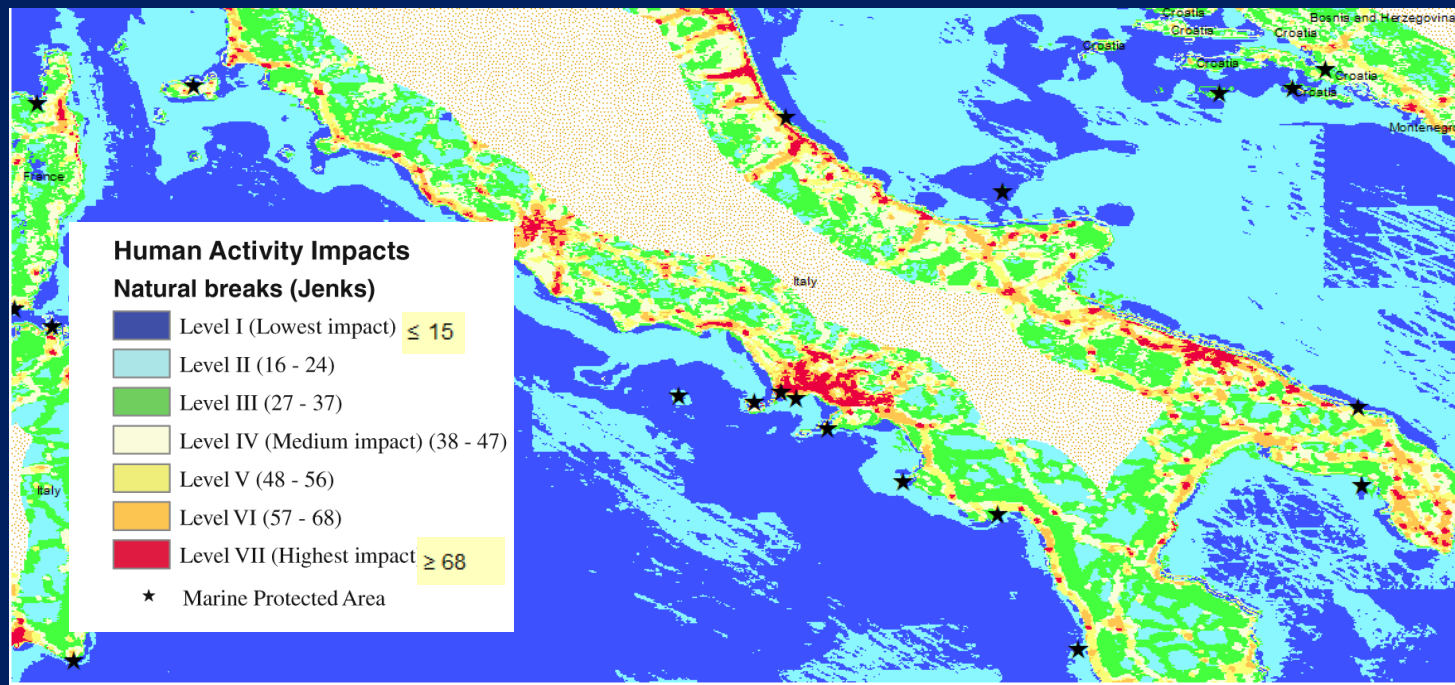 Croatia
Bosnia and Herzegovina
Croatia
Croatia
Croatia
Croatia
Croatia
Croatia
Montenegro
France
Italy
Italy
Human Activity Impacts
Natural breaks (Jenks)
Level I (Lowest impact) ≤ 15
Level II (16 - 24)
Level III (27 - 37)
Level IV (Medium impact) (38 - 47)
Level V (48 - 56)
Level VI (57 - 68)
Level VII (Highest impact ≥ 68
Marine Protected Area